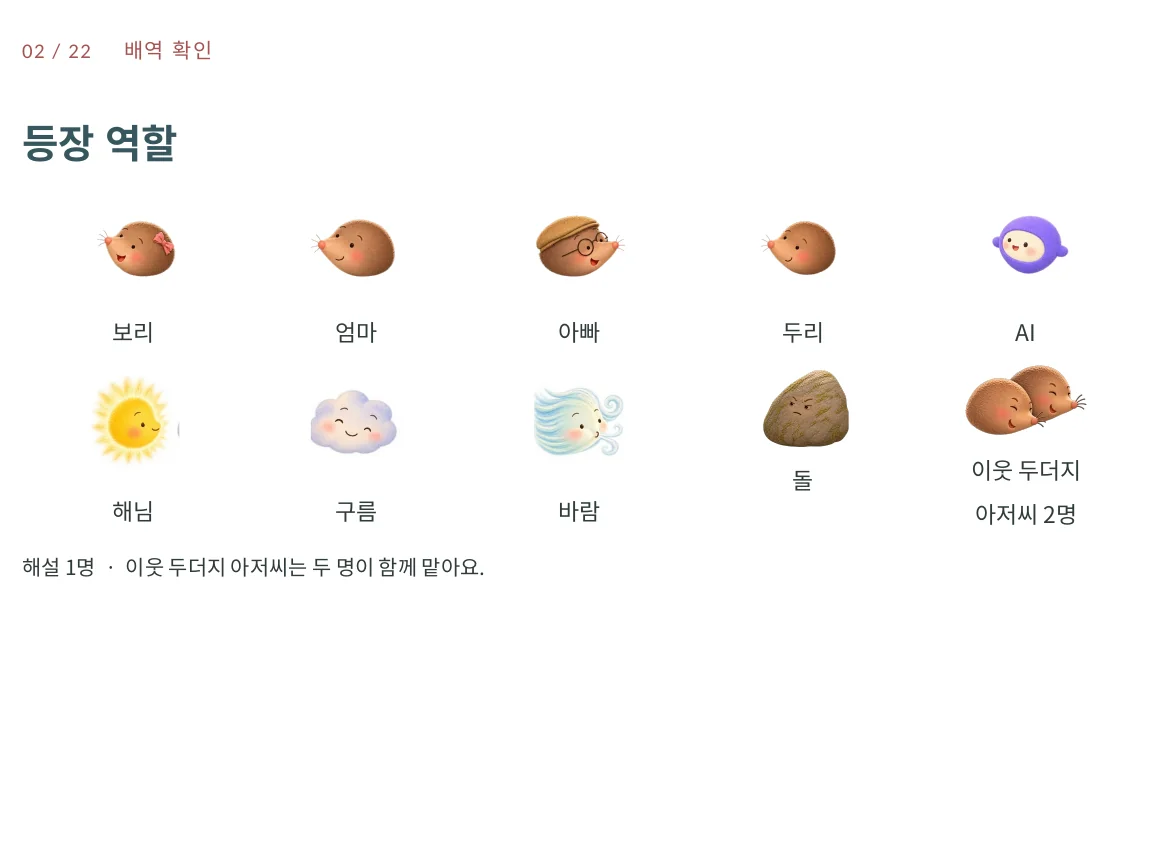 02 / 22 배역 확인
등장 역할
보리
엄마
아빠
두리
AI
해님
구름
바람
돌
이웃 두더지
아저씨 2명
해설 1명 · 이웃 두더지 아저씨는 두 명이 함께 맡아요.